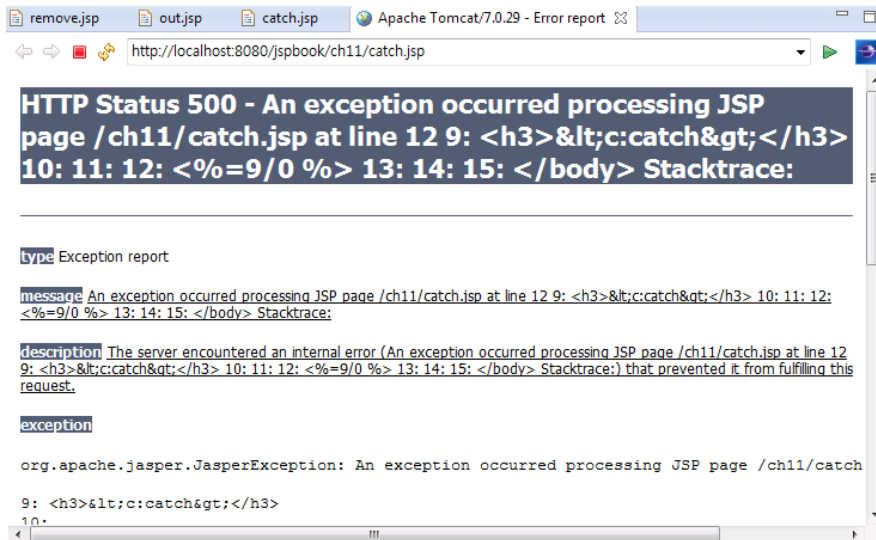 remove.jsp out.jsp catch.jsp Apache Tomcat/7.0.29 - Error report
http://localhost:8080/jspbook/ch11/catch.jsp
HTTP Status 500 - An exception occurred processing JSP
page /ch11/catch.jsp at line 12 9: <h3>&lt;c:catch&gt;</h3>
10: 11: 12: <%=9/0 %> 13: 14: 15: </body> Stacktrace:
type Exception report
message An exception occurred processing JSP page /ch11/catch.jsp at line 12 9: <h3>&lt;c:catch&gt;</h3> 10: 11: 12:
<%=9/0 %> 13: 14: 15: </body> Stacktrace:
description The server encountered an internal error (An exception occurred processing JSP page /ch11/catch.jsp at line 12
9: <h3>&lt;c:catch&gt;</h3> 10: 11: 12: <%=9/0 %> 13: 14: 15: </body> Stacktrace:) that prevented it from fulfilling this
request.
exception
org.apache.jasper.JasperException: An exception occurred processing JSP page /ch11/catch
9: <h3>&lt;c:catch&gt;</h3>
10: